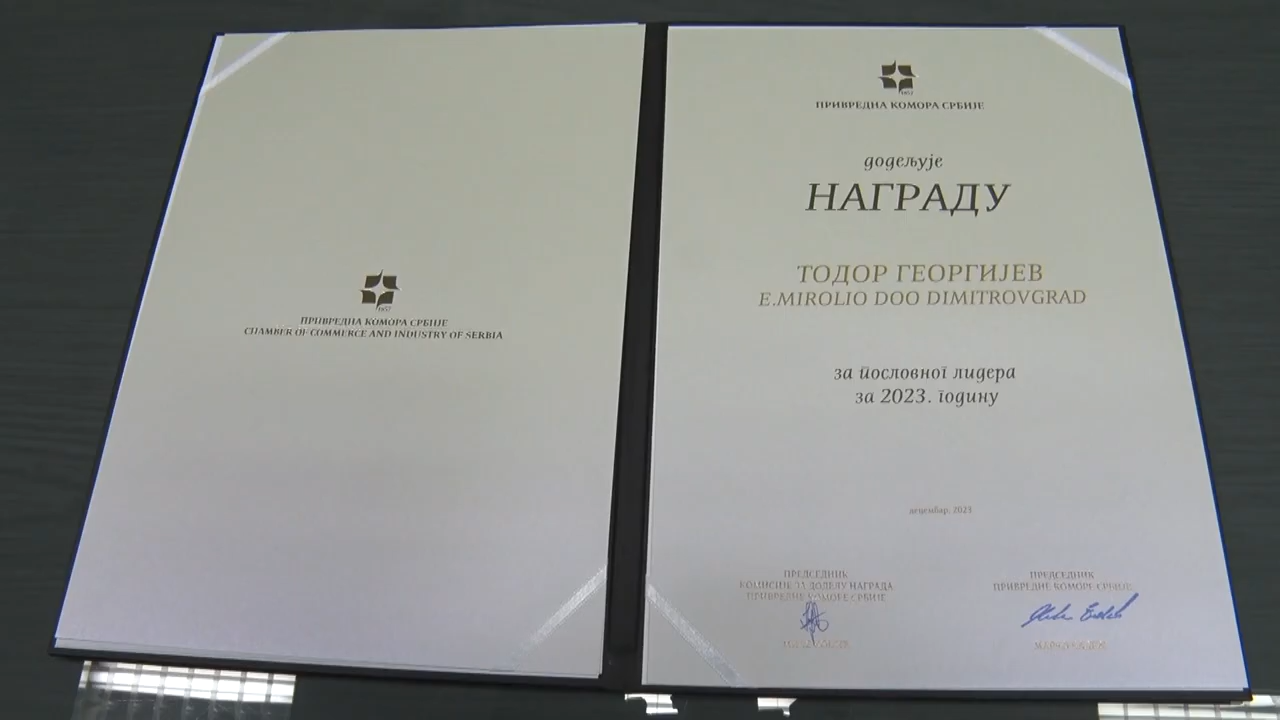 1857
ПРИВРЕДНА КОМОРА СРБИЈЕ
CHAMBER OF COMMERCE AND INDUSTRY OF SERBIA
1857
ПРИВРЕДНА КОМОРА СРБИЈЕ
додељује
НАГРАДУ
ТОДОР ГЕОРГИЈЕВ
E.MIROLIO DOO DIMITROVGRAD
за пословног лидера
за 2023. годину
децембар, 2023
ПРЕДСЕДНИК
КОМИСИЈЕ ЗА ДОДЕЛУ НАГРАДА
ПРИВРЕДНЕ КОМОРЕ СРБИЈЕ
ПРЕДСЕДНИК
ПРИВРЕДНЕ КОМОРЕ СРБИЈЕ